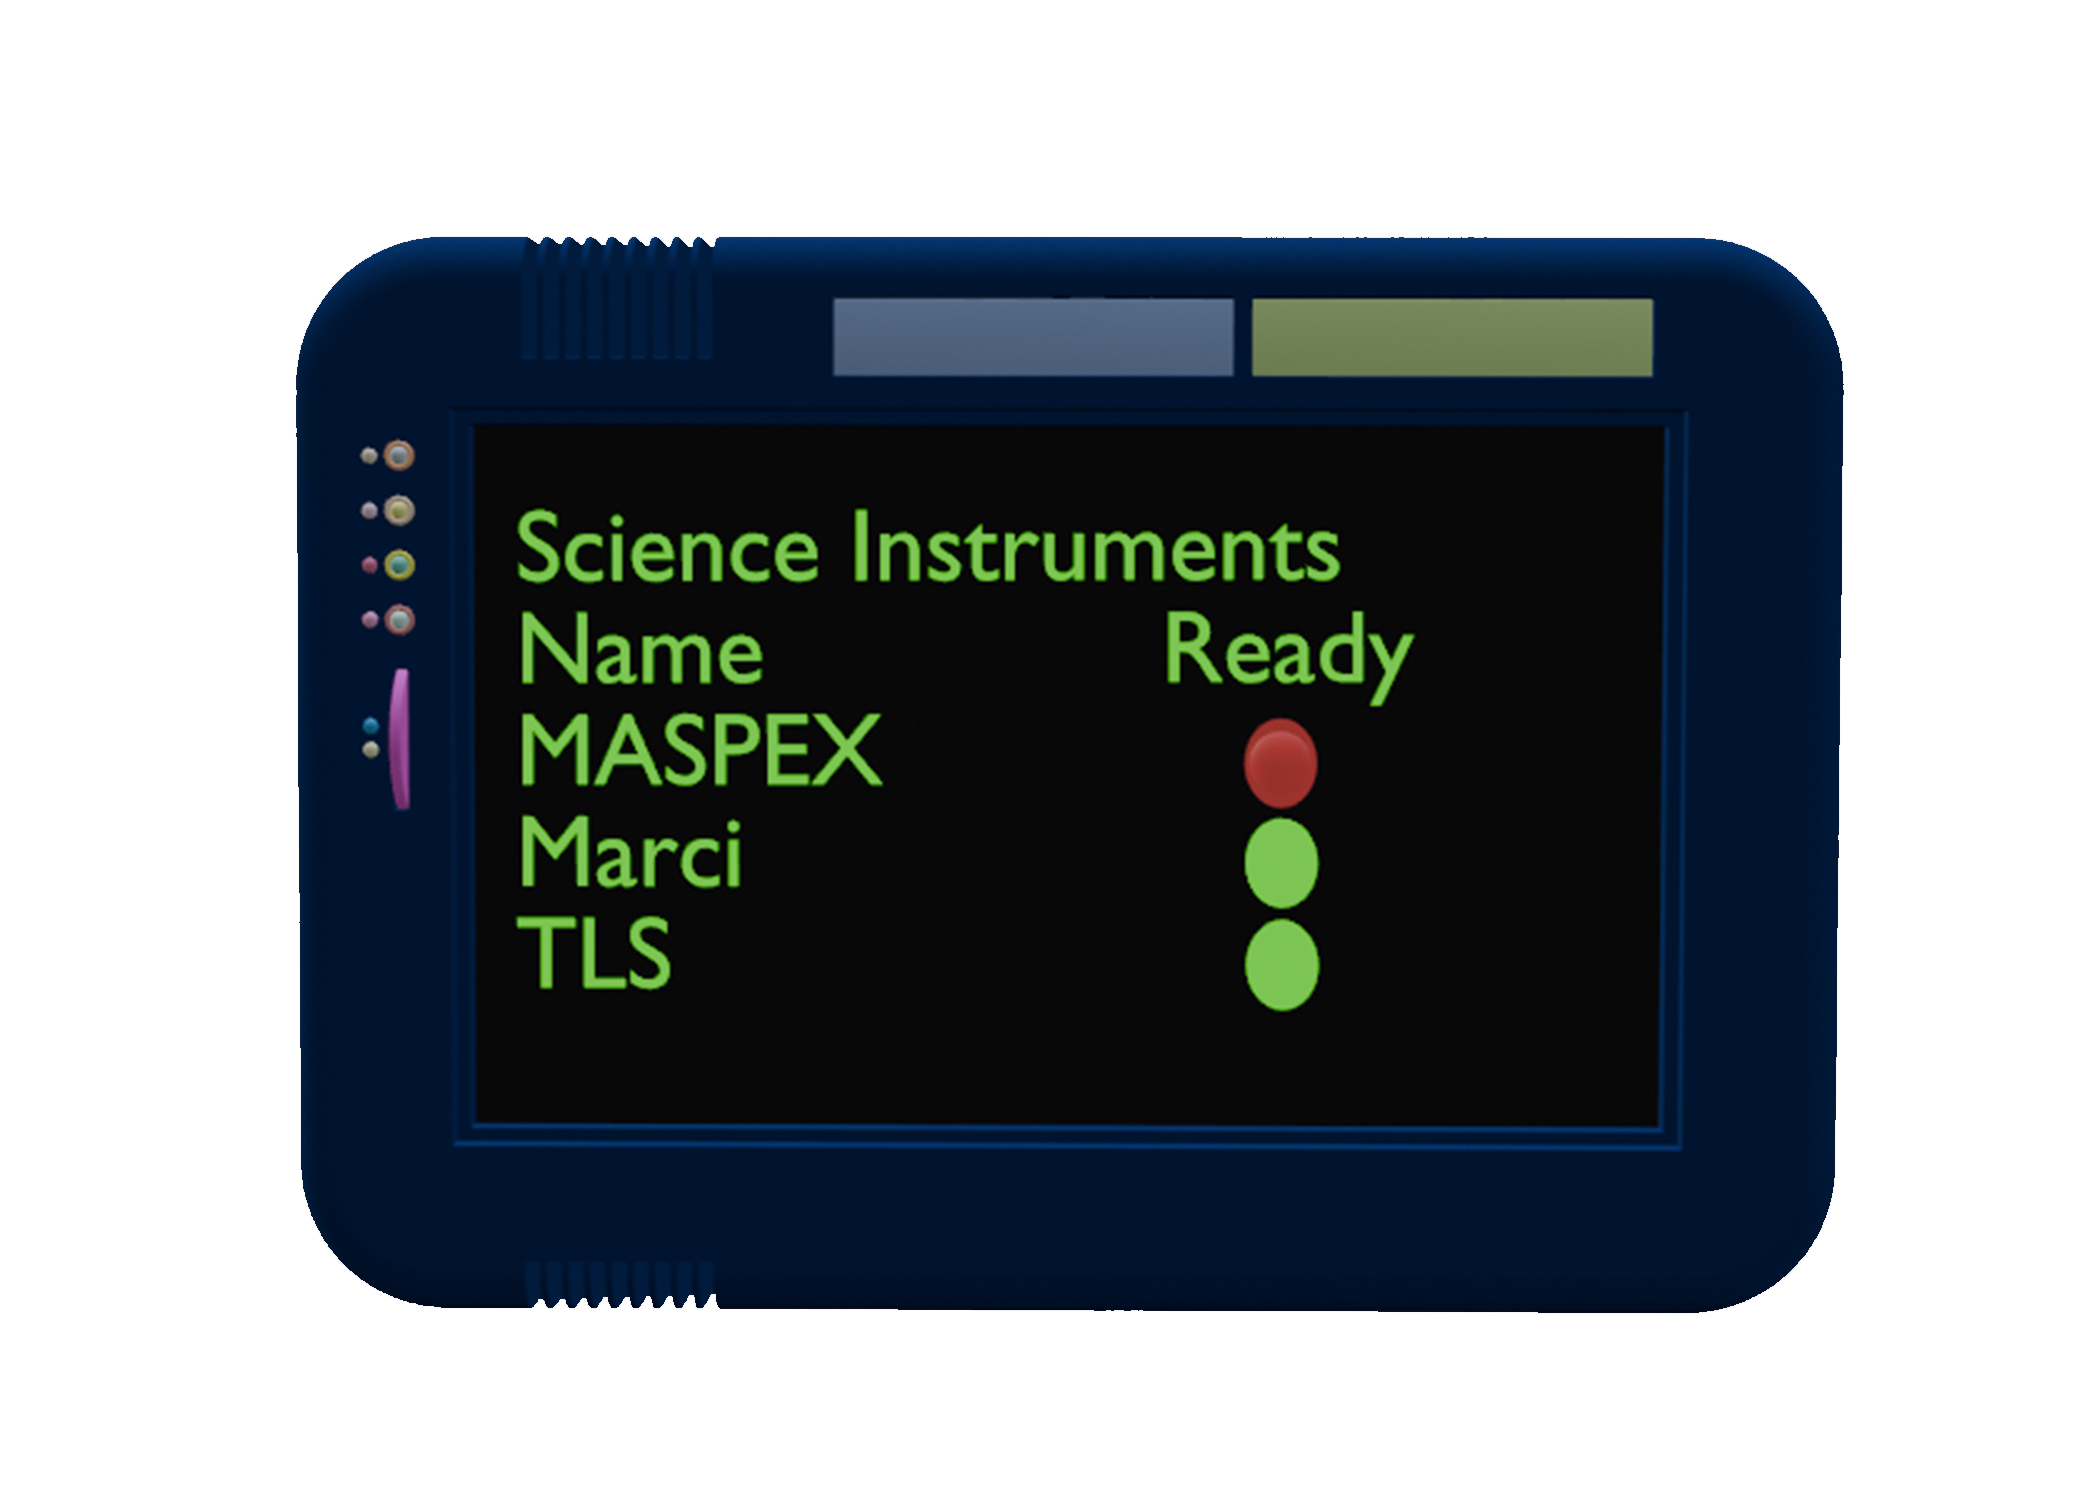 Science Instruments
Name Ready
MASPEX
Marci
TLS